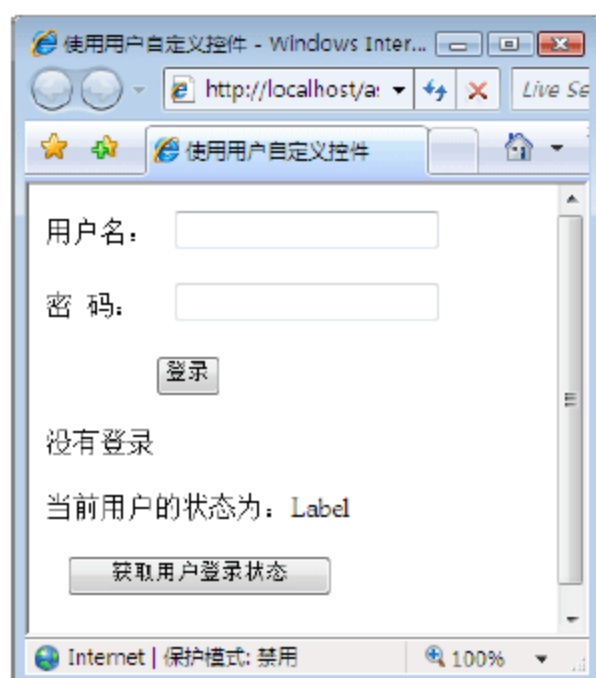 使用用户自定义控件 - Windows Inter...
http://localhost/a
Live Se
使用用户自定义控件
用户名：
密 码：
登录
没有登录
当前用户的状态为：Label
获取用户登录状态
Internet | 保护模式: 禁用
100%